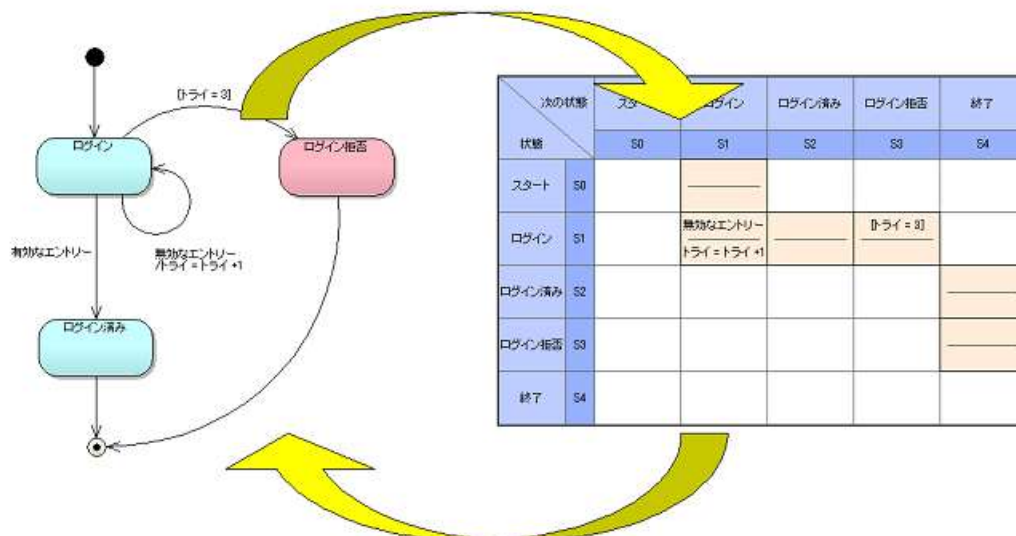 [トライ = 3]
ログイン
ログイン拒否
有効なエントリー
無効なエントリー
/トライ = トライ +1
ログイン済み
次の状態
状態
スタート
ログイン
ログイン済み
ログイン拒否
終了
S0
S1
S2
S3
S4
スタート
S0
ログイン
S1
無効なエントリー
トライ = トライ +1
[トライ = 3]
ログイン済み
S2
ログイン拒否
S3
終了
S4